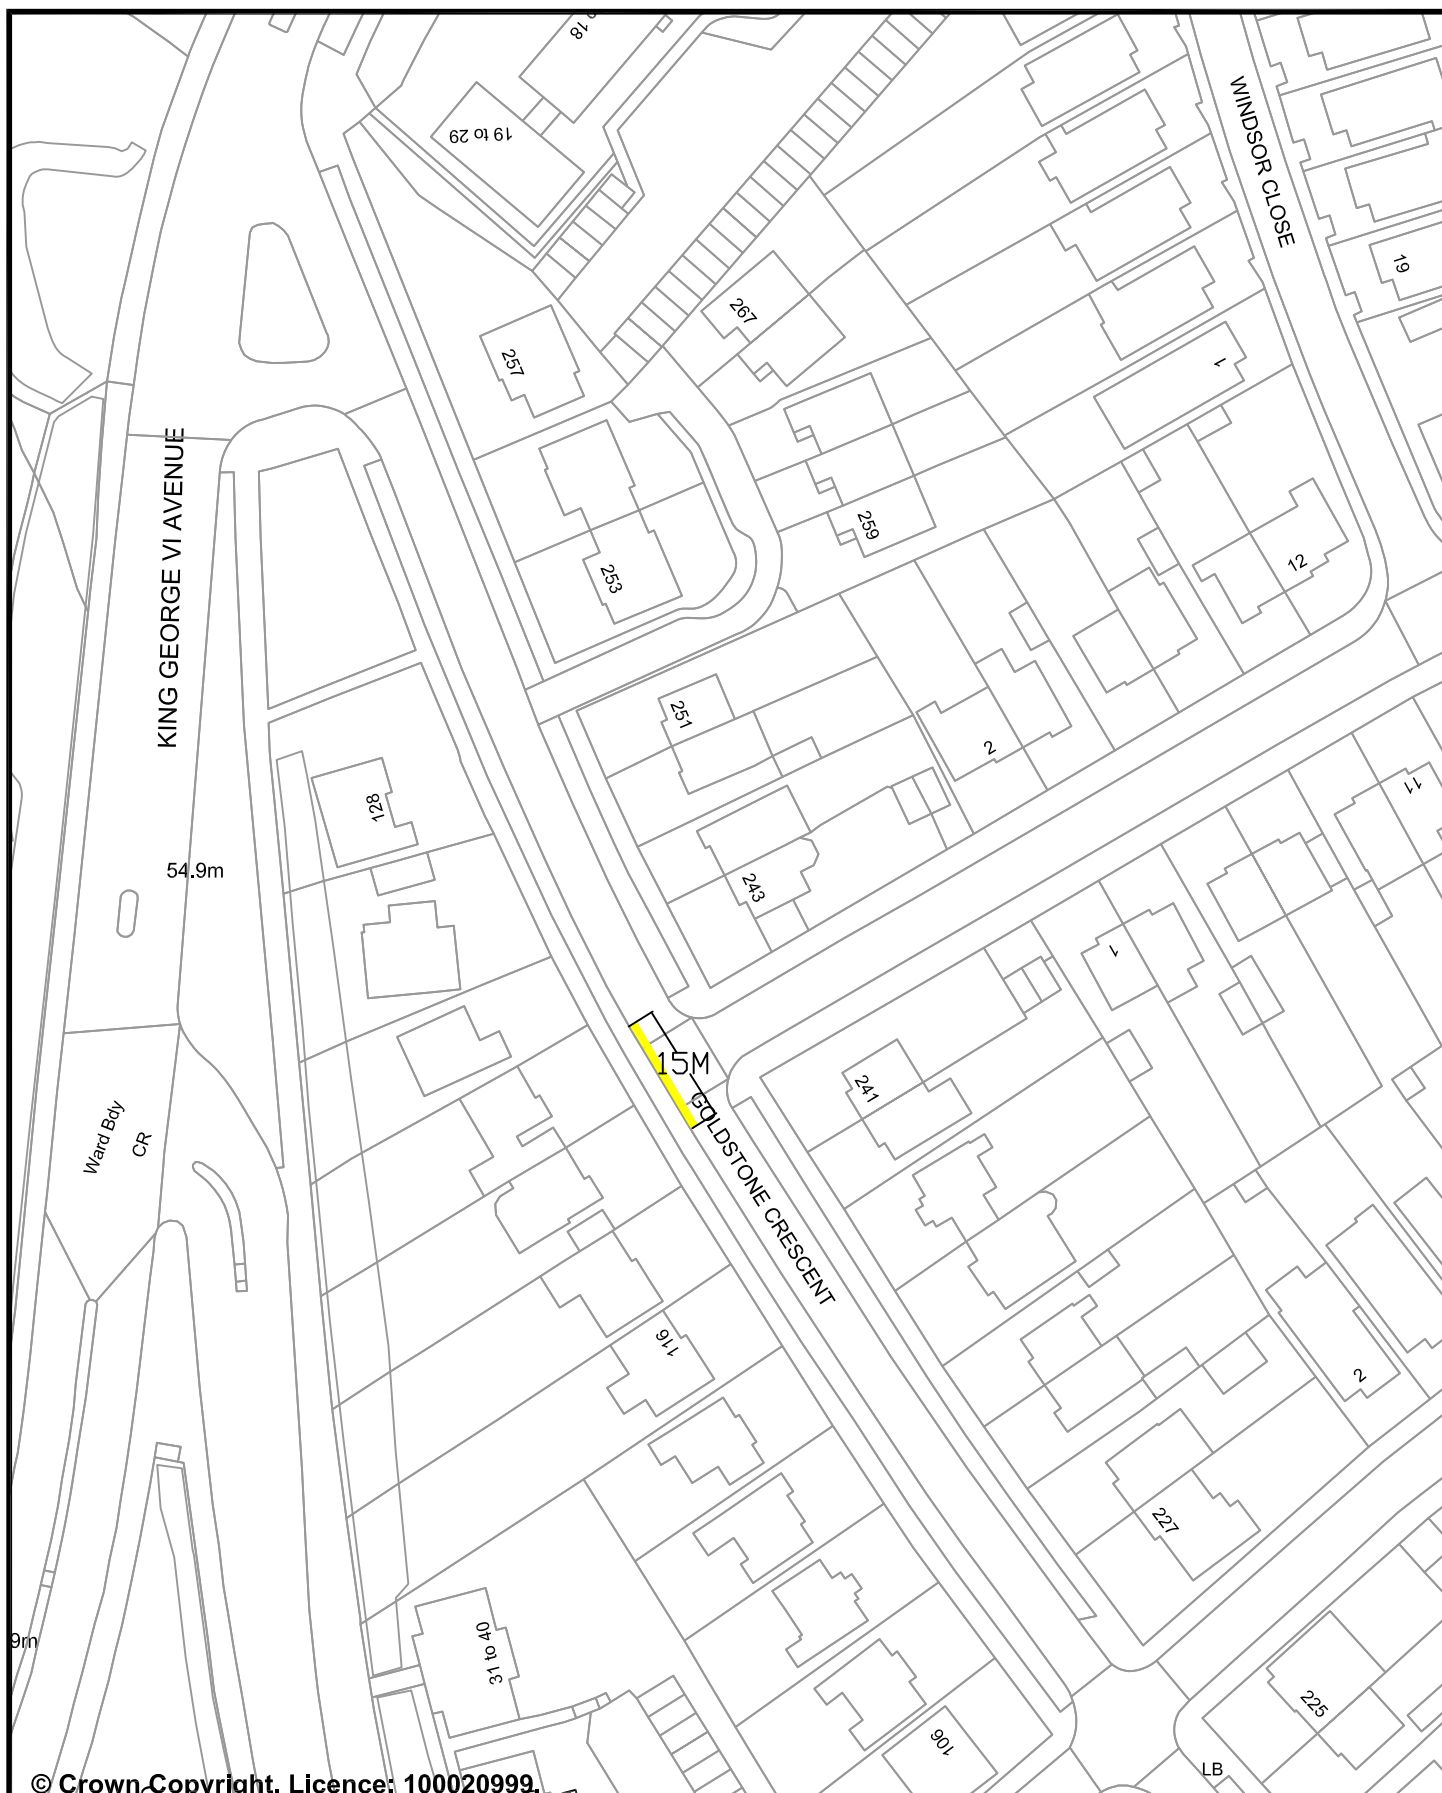 18
19 to 29
WINDSOR CLOSE
19
267
257
1
KING GEORGE VI AVENUE
259
253
12
251
2
128
11
54.9m
243
1
15M
241
GOLDSTONE CRESCENT
Ward Bdy
CR
116
2
227
31 to 40
9m
225
106
LB
© Crown Copyright. Licence: 100020999.